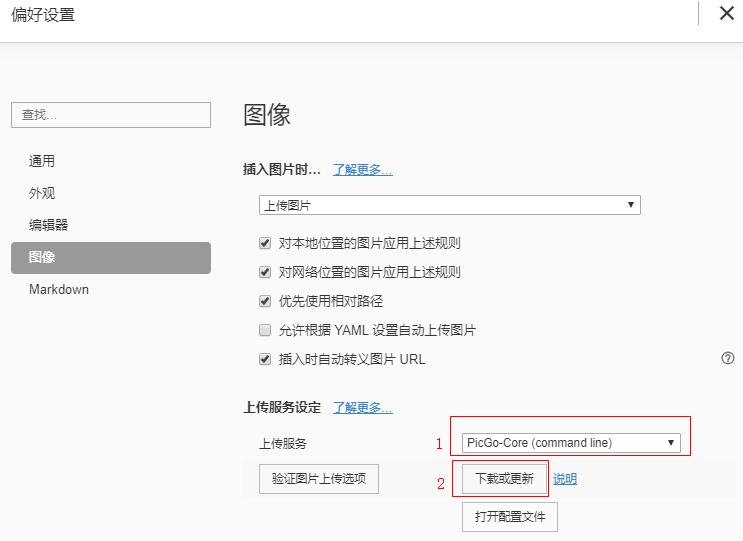 偏好设置
查找...
通用
外观
编辑器
图像
Markdown
图像
插入图片时... 了解更多...
上传图片
对本地位置的图片应用上述规则
对网络位置的图片应用上述规则
优先使用相对路径
允许根据 YAML 设置自动上传图片
插入时自动转义图片 URL
上传服务设定 了解更多...
上传服务 1 PicGo-Core (command line)
验证图片上传选项 2 下载或更新 说明
打开配置文件